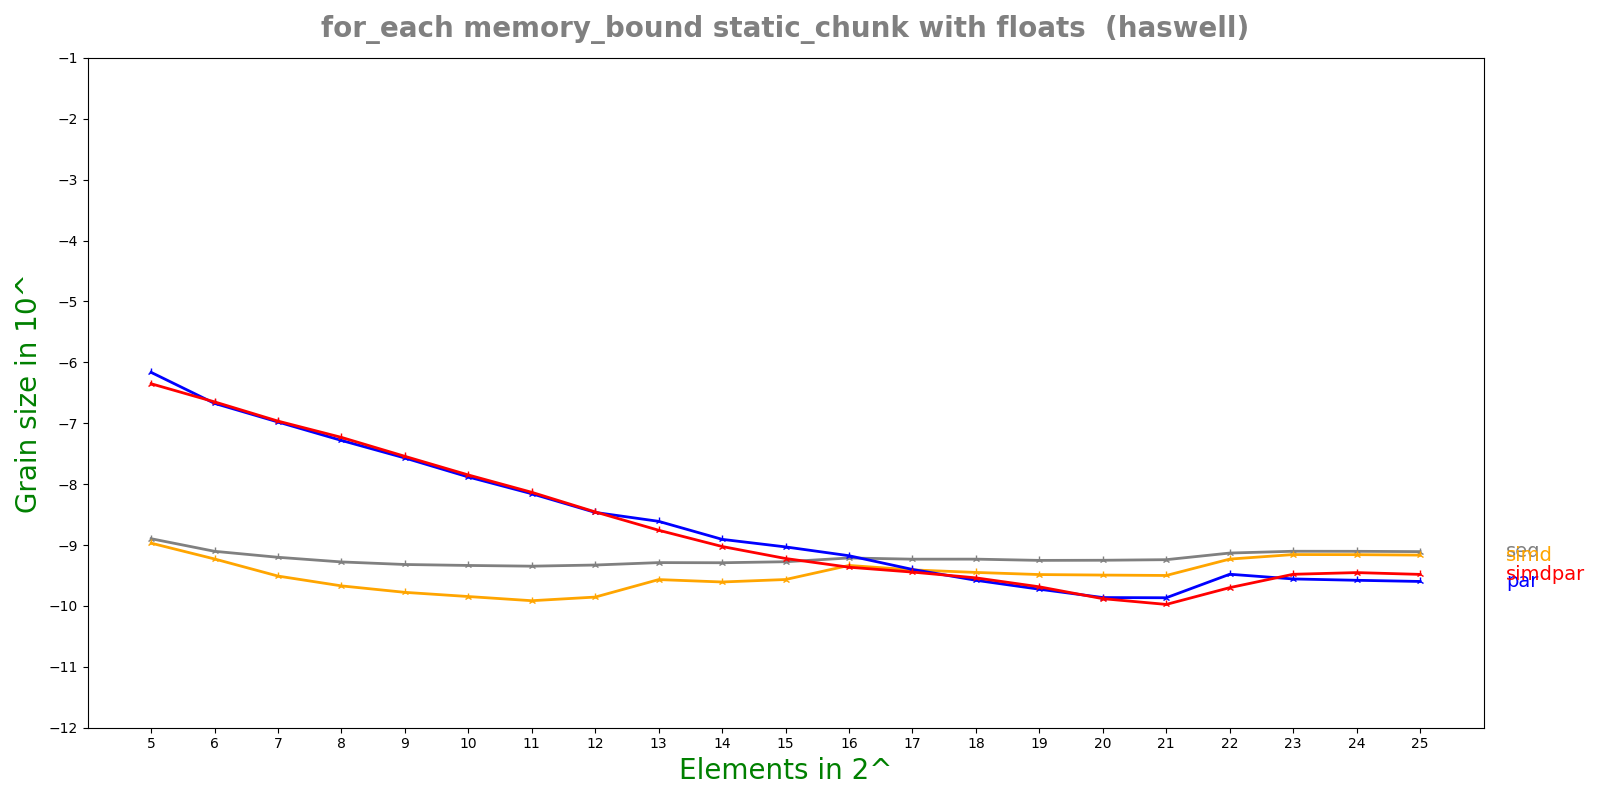 for_each memory_bound static_chunk with floats (haswell)
Grain size in 10^
−1
−2
−3
−4
−5
−6
−7
−8
−9
−10
−11
−12
seq
simd
simdpar
par
5 6 7 8 9 10 11 12 13 14 15 16 17 18 19 20 21 22 23 24 25
Elements in 2^